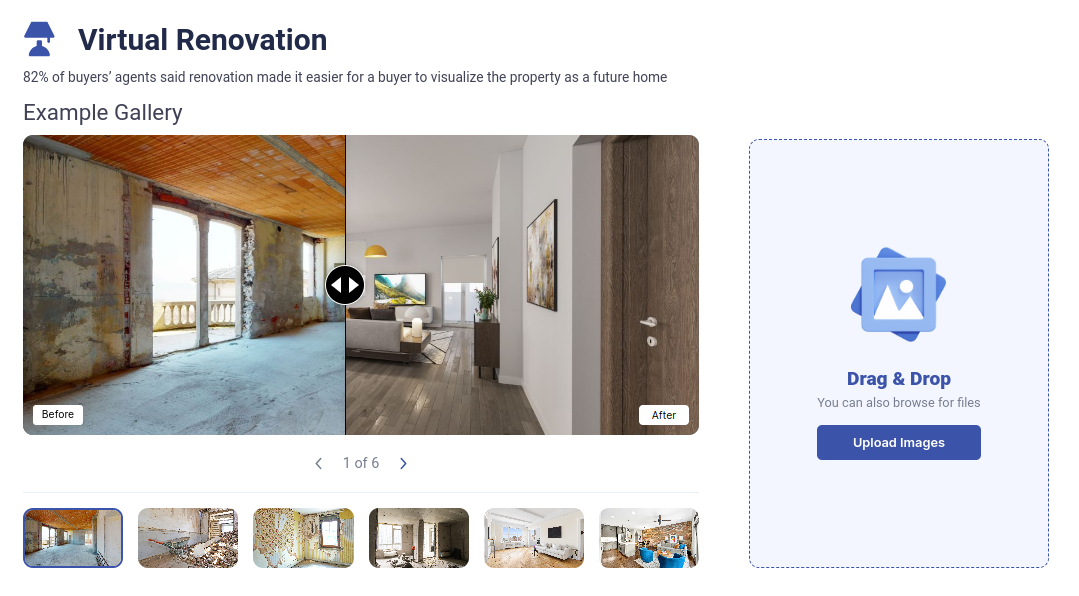 Virtual Renovation
82% of buyers’ agents said renovation made it easier for a buyer to visualize the property as a future home
Example Gallery
Before
After
1 of 6
Drag & Drop
You can also browse for files
Upload Images